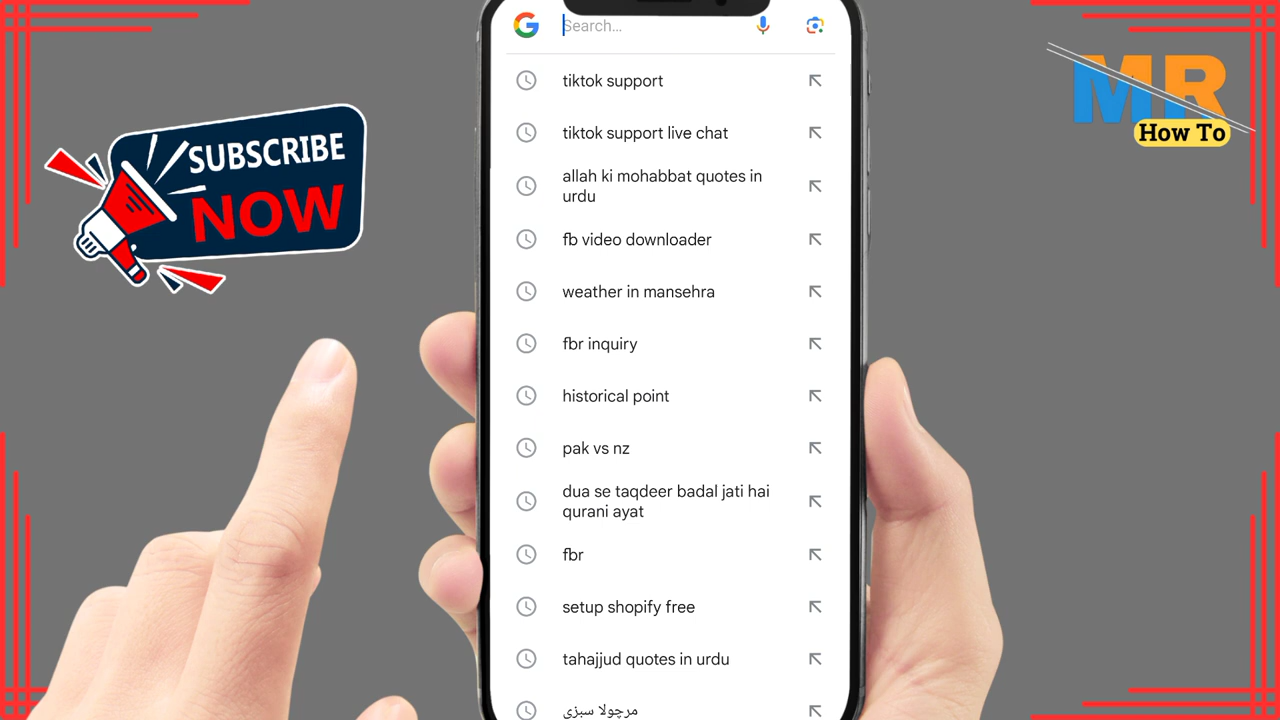 Search...
tiktok support
tiktok support live chat
allah ki mohabbat quotes in
urdu
fb video downloader
weather in mansehra
fbr inquiry
historical point
pak vs nz
dua se taqdeer badal jati hai
qurani ayat
fbr
setup shopify free
tahajjud quotes in urdu
مرچولا سبزی
SUBSCRIBE
NOW
MR
How To